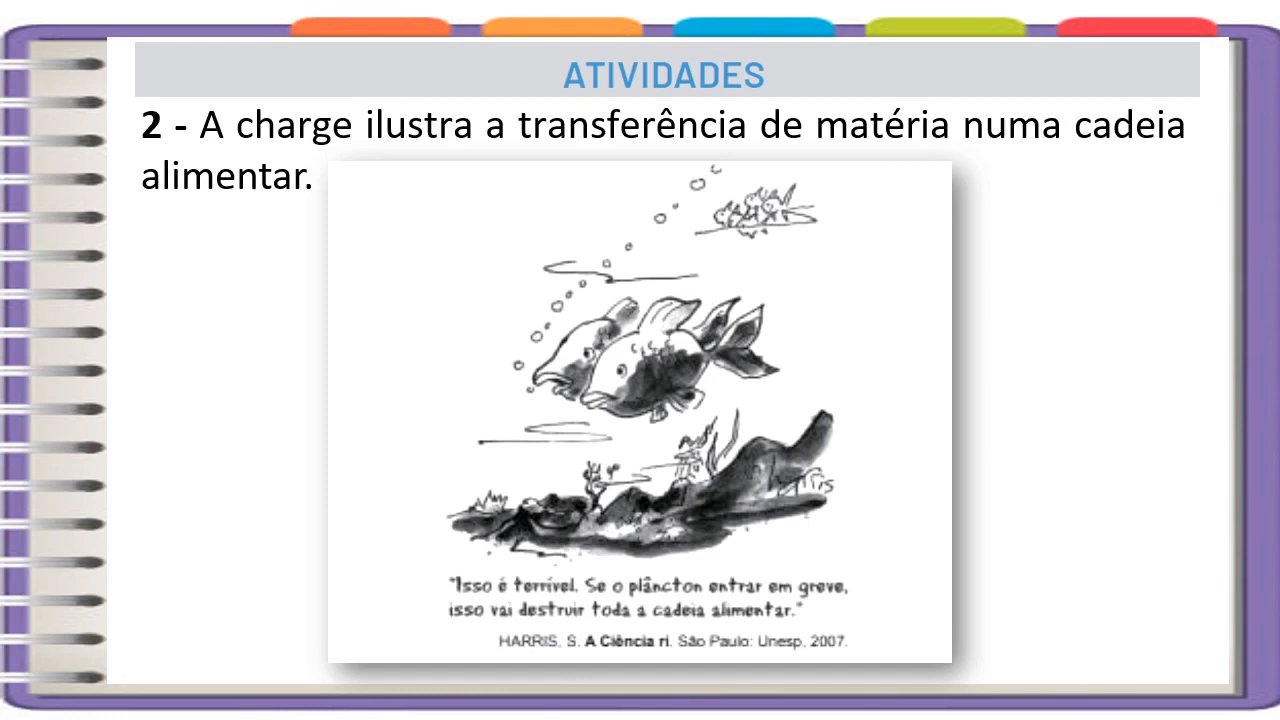 ATIVIDADES
2 - A charge ilustra a transferência de matéria numa cadeia
alimentar.
harris
"Isso é terrível. Se o plâncton entrar em greve,
isso vai destruir toda a cadeia alimentar."
HARRIS, S. A Ciência ri. São Paulo: Unesp, 2007.